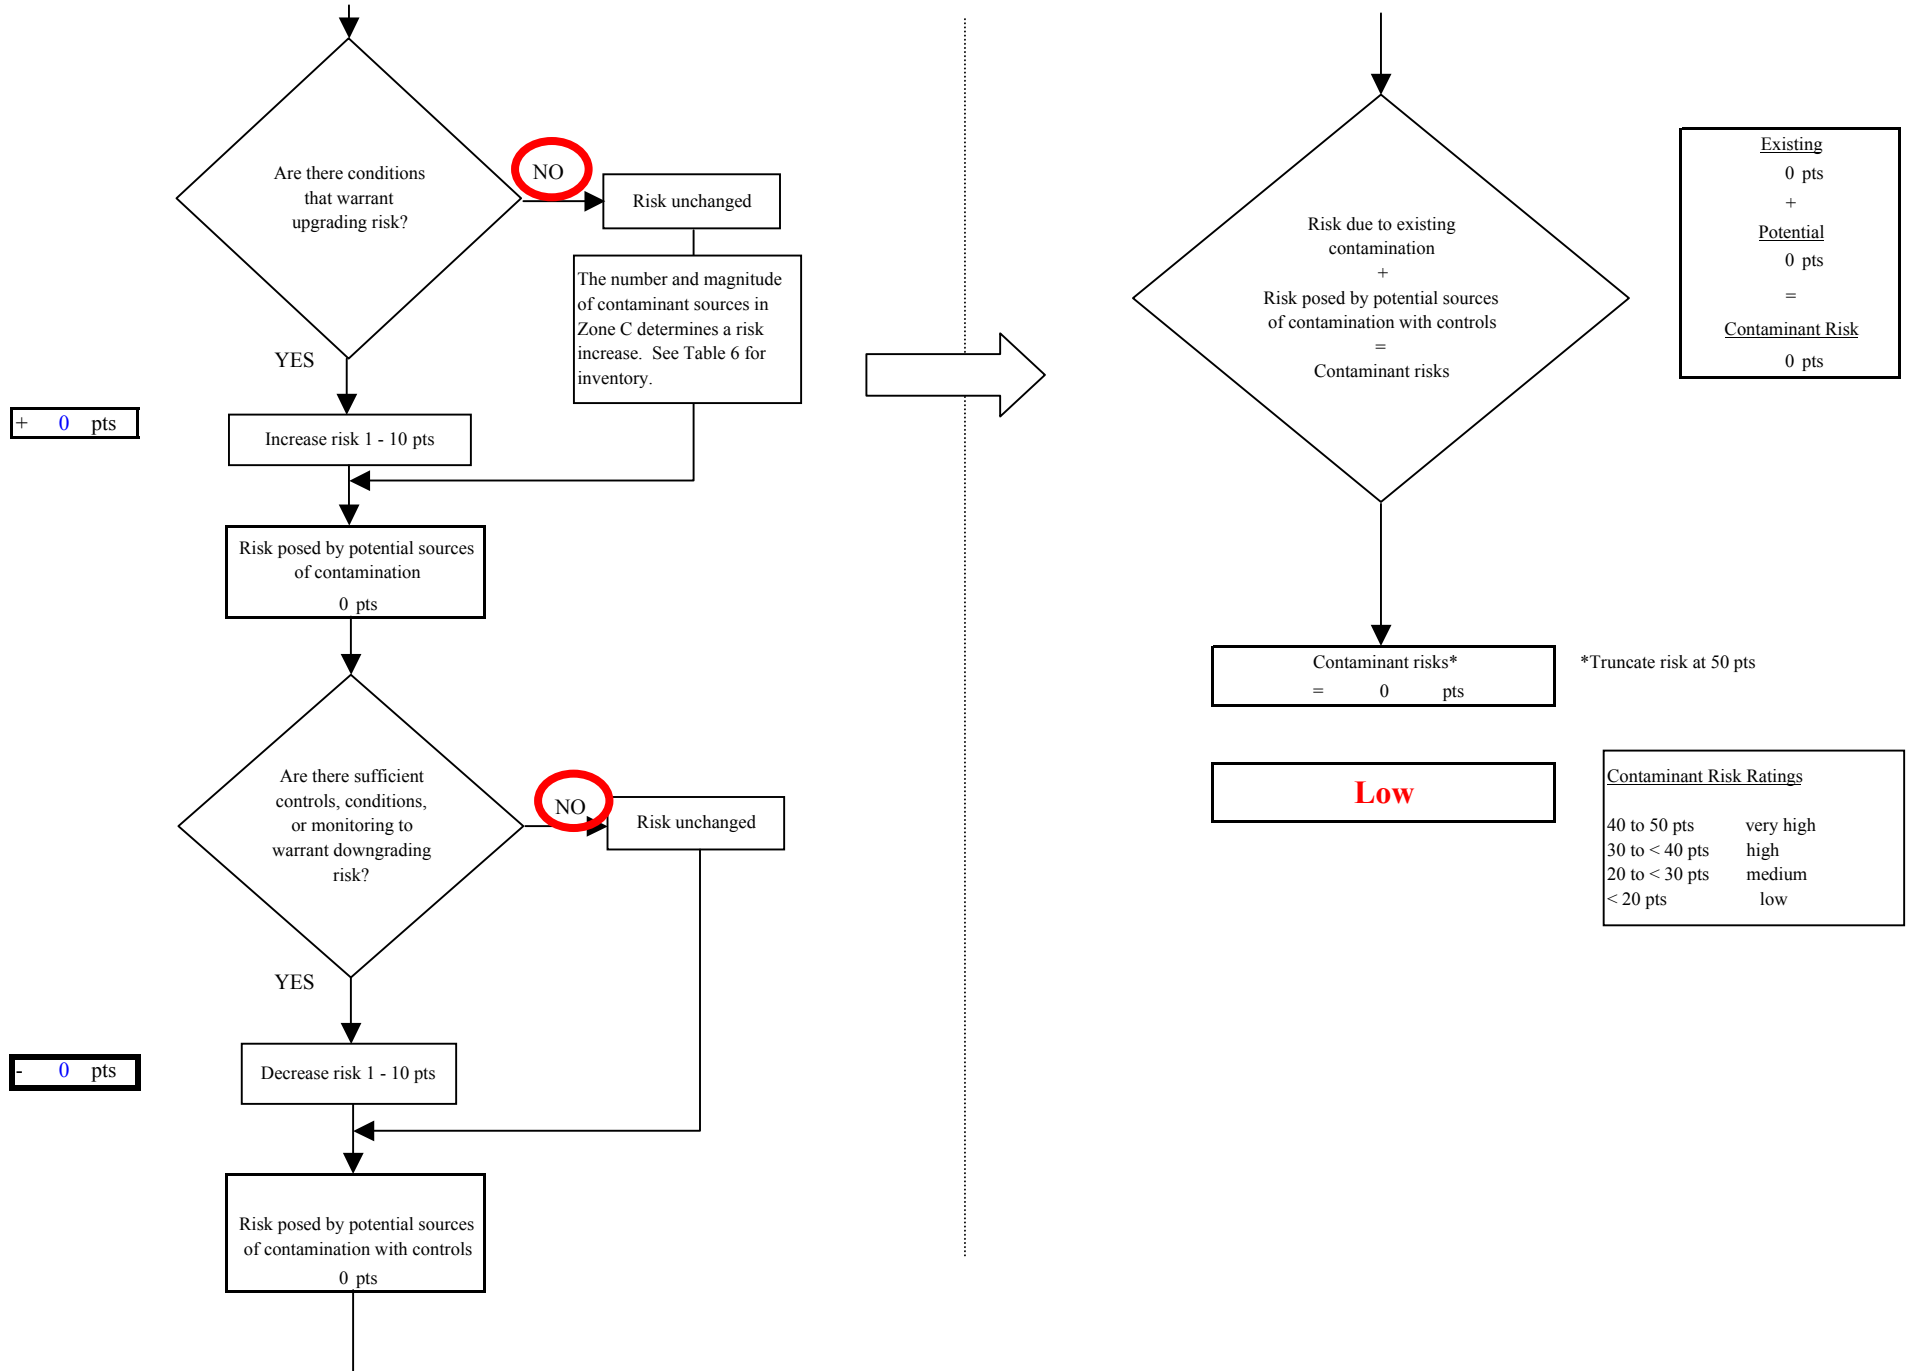 Are there conditions
that warrant
upgrading risk?
NO
Risk unchanged
The number and magnitude
of contaminant sources in
Zone C determines a risk
increase. See Table 6 for
inventory.
YES
+ 0 pts
Increase risk 1 - 10 pts
Risk posed by potential sources
of contamination
0 pts
Are there sufficient
controls, conditions,
or monitoring to
warrant downgrading
risk?
NO
Risk unchanged
YES
- 0 pts
Decrease risk 1 - 10 pts
Risk posed by potential sources
of contamination with controls
0 pts
Risk due to existing
contamination
+
Risk posed by potential sources
of contamination with controls
=
Contaminant risks
Existing
0 pts
+
Potential
0 pts
=
Contaminant Risk
0 pts
Contaminant risks*
= 0 pts
*Truncate risk at 50 pts
Low
Contaminant Risk Ratings
40 to 50 pts very high
30 to < 40 pts high
20 to < 30 pts medium
< 20 pts low